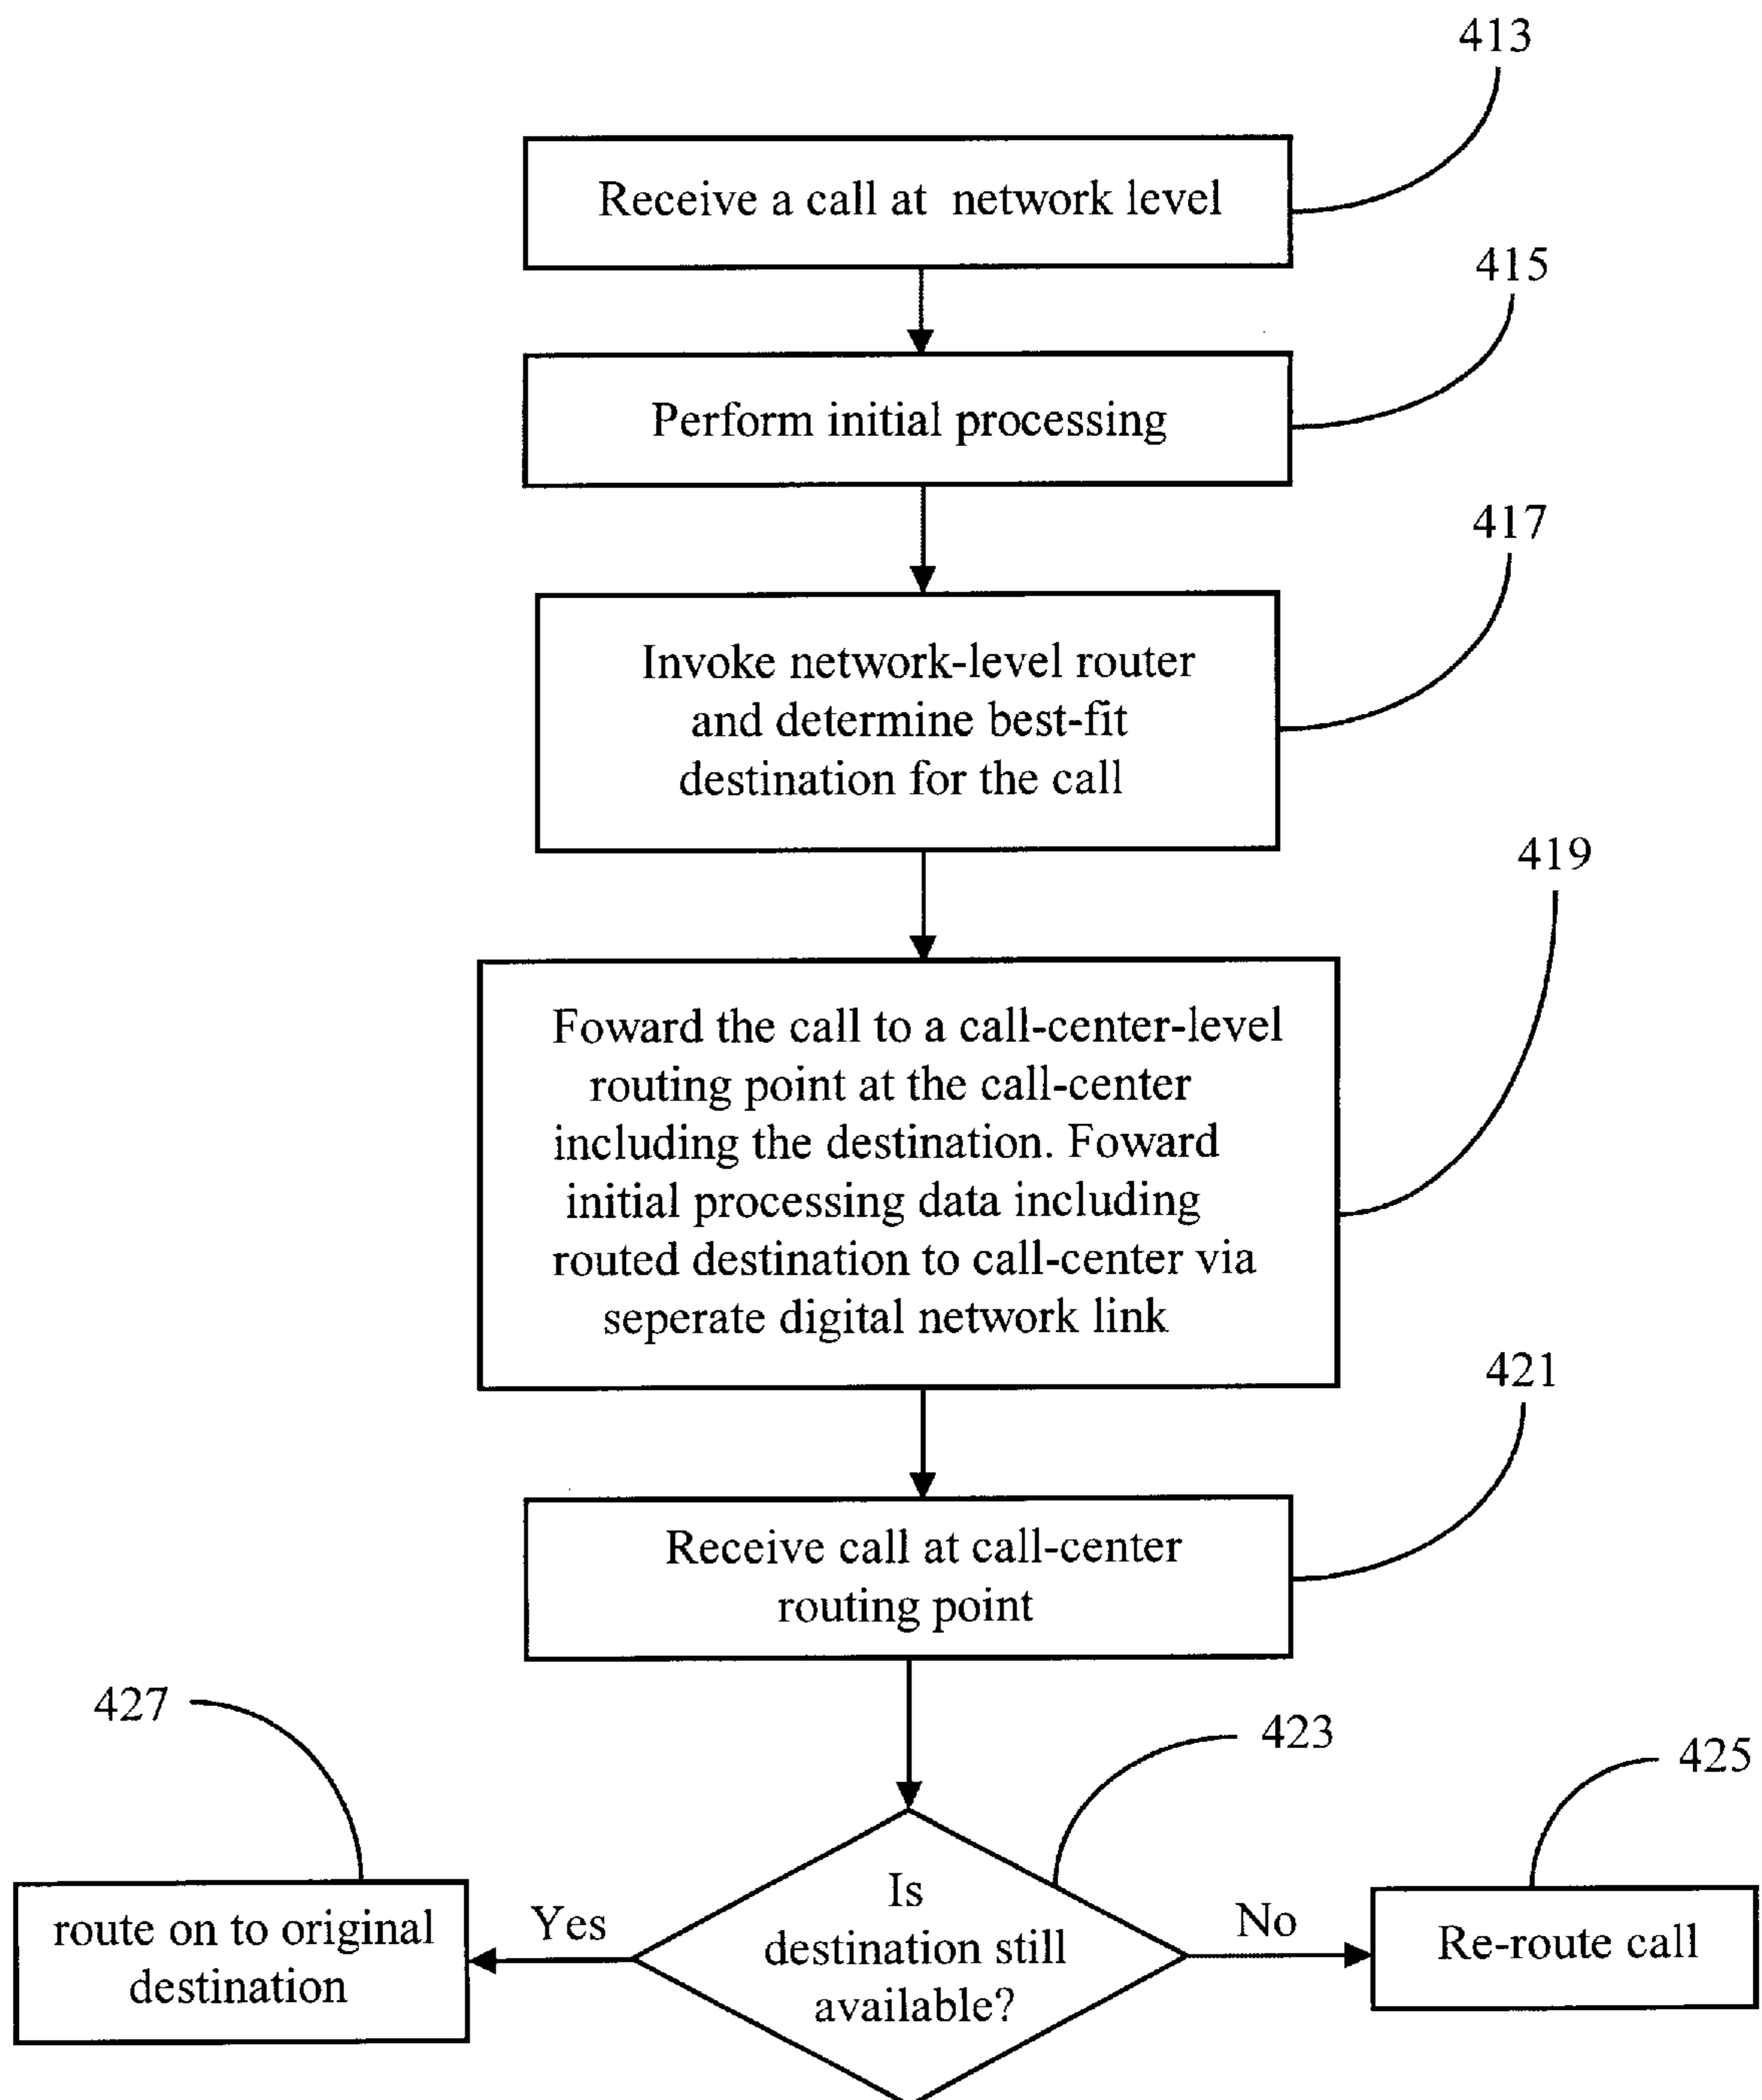 413
Receive a call at network level
415
Perform initial processing
417
Invoke network-level router
and determine best-fit
destination for the call
419
Foward the call to a call-center-level
routing point at the call-center
including the destination. Foward
initial processing data including
routed destination to call-center via
seperate digital network link
421
Receive call at call-center
routing point
427
423
425
Is
destination still
available?
Yes
No
route on to original
destination
Re-route call